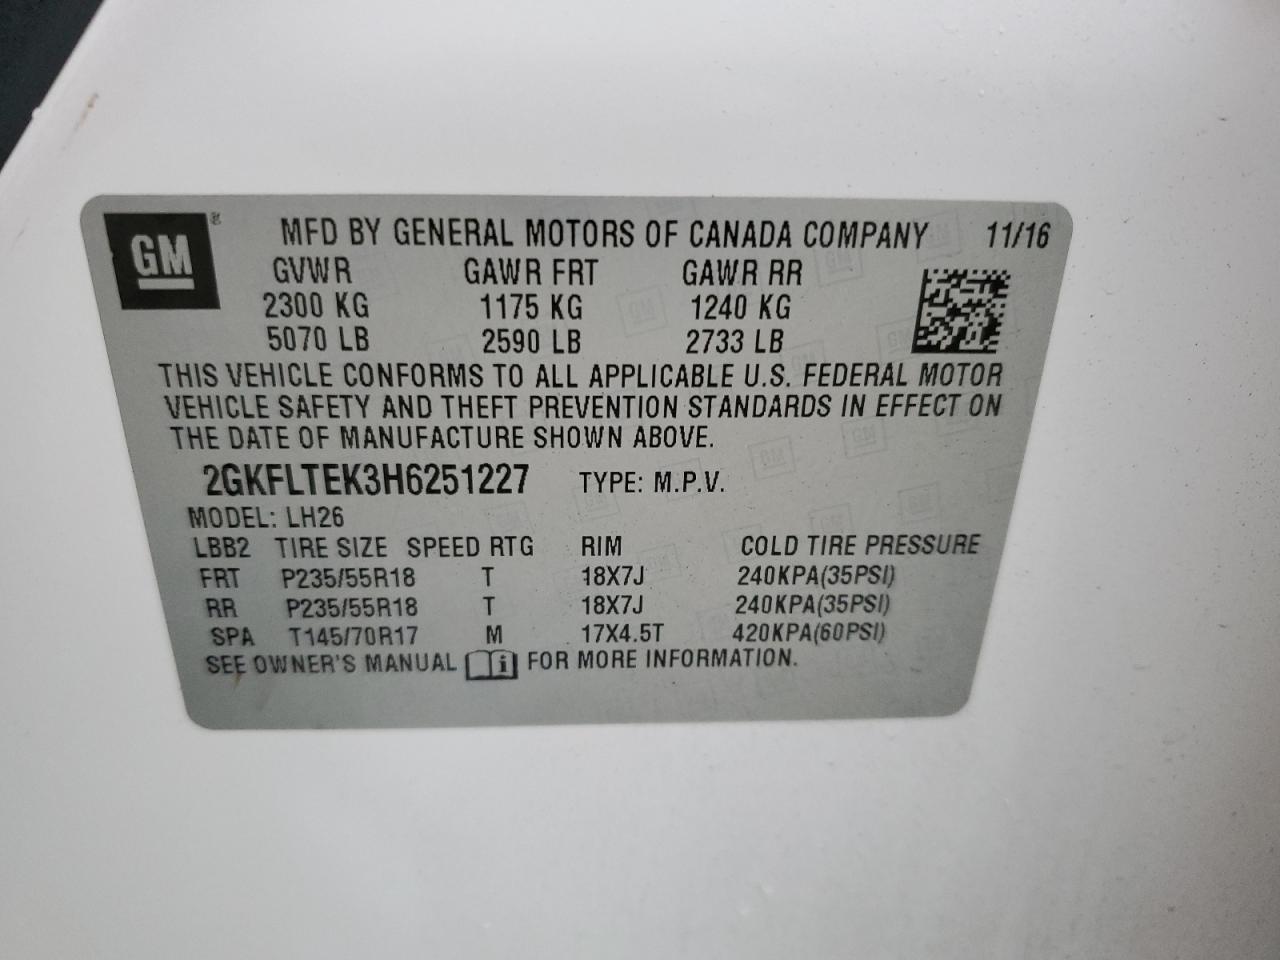 GM ® MFD BY GENERAL MOTORS OF CANADA COMPANY 11/16
GVWR GAWR FRT GAWR RR
2300 KG 1175 KG 1240 KG
5070 LB 2590 LB 2733 LB
THIS VEHICLE CONFORMS TO ALL APPLICABLE U.S. FEDERAL MOTOR
VEHICLE SAFETY AND THEFT PREVENTION STANDARDS IN EFFECT ON
THE DATE OF MANUFACTURE SHOWN ABOVE.
2GKFLTEK3H6251227 TYPE: M.P.V.
MODEL: LH26
LBB2 TIRE SIZE SPEED RTG RIM COLD TIRE PRESSURE
FRT P235/55R18 T 18X7J 240KPA(35PSI)
RR P235/55R18 T 18X7J 240KPA(35PSI)
SPA T145/70R17 M 17X4.5T 420KPA(60PSI)
SEE OWNER'S MANUAL i FOR MORE INFORMATION.